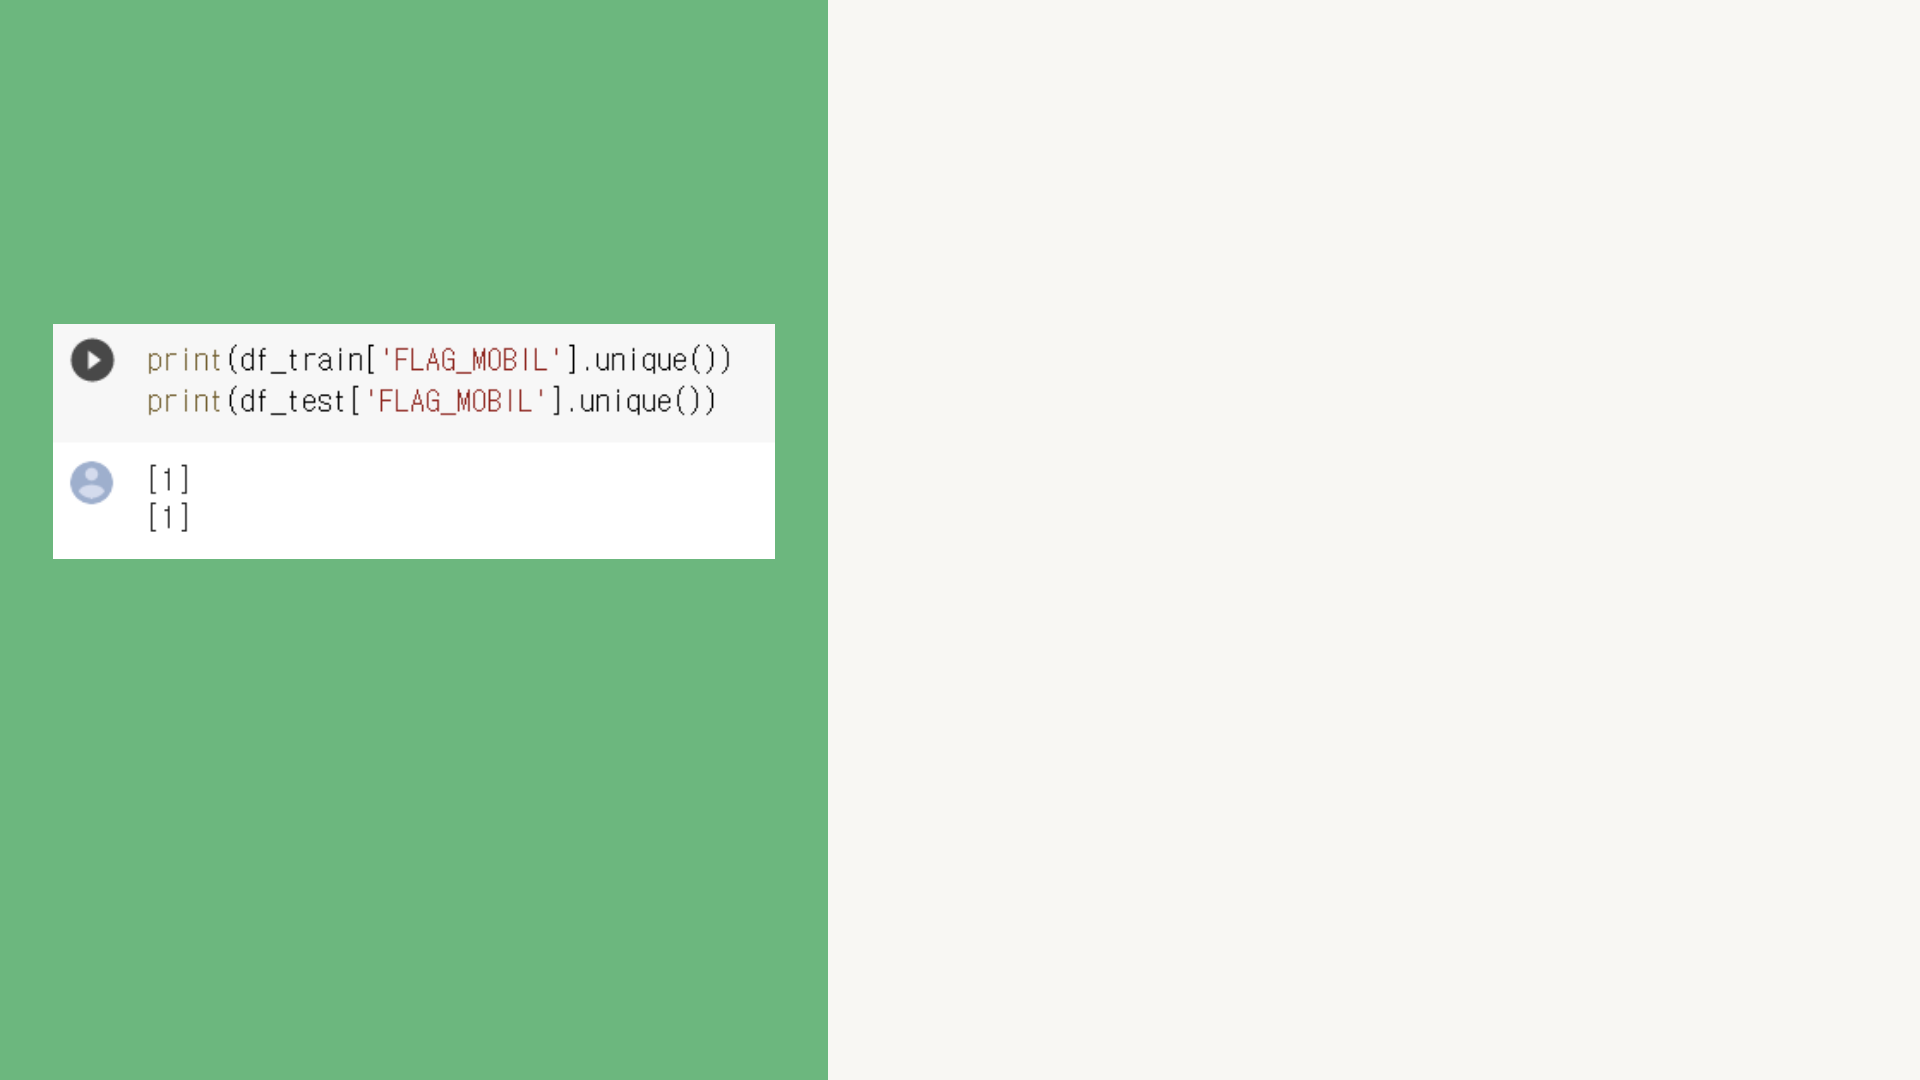 print(df_train['FLAG_MOBIL'].unique())
print(df_test['FLAG_MOBIL'].unique())
[1]
[1]